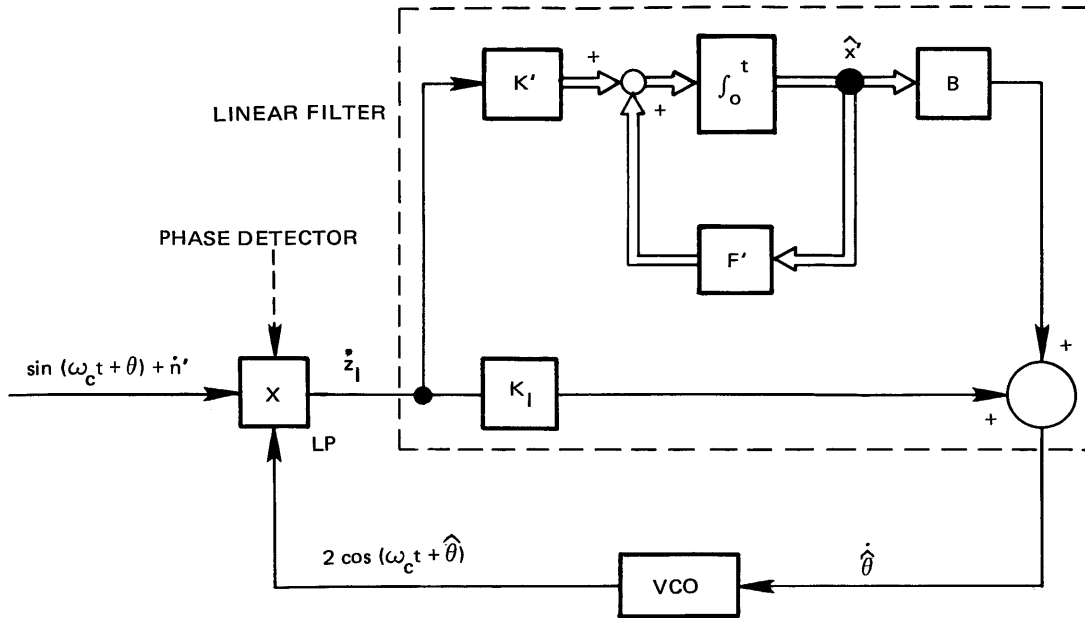 x̂'
K'
+
+
∫₀ᵗ
B
LINEAR FILTER
PHASE DETECTOR
F'
+
sin (ω_c t + θ) + ṅ'
X
ż₁
K₁
+
LP
2 cos (ω_c t + θ̂)
VCO
θ̂̇